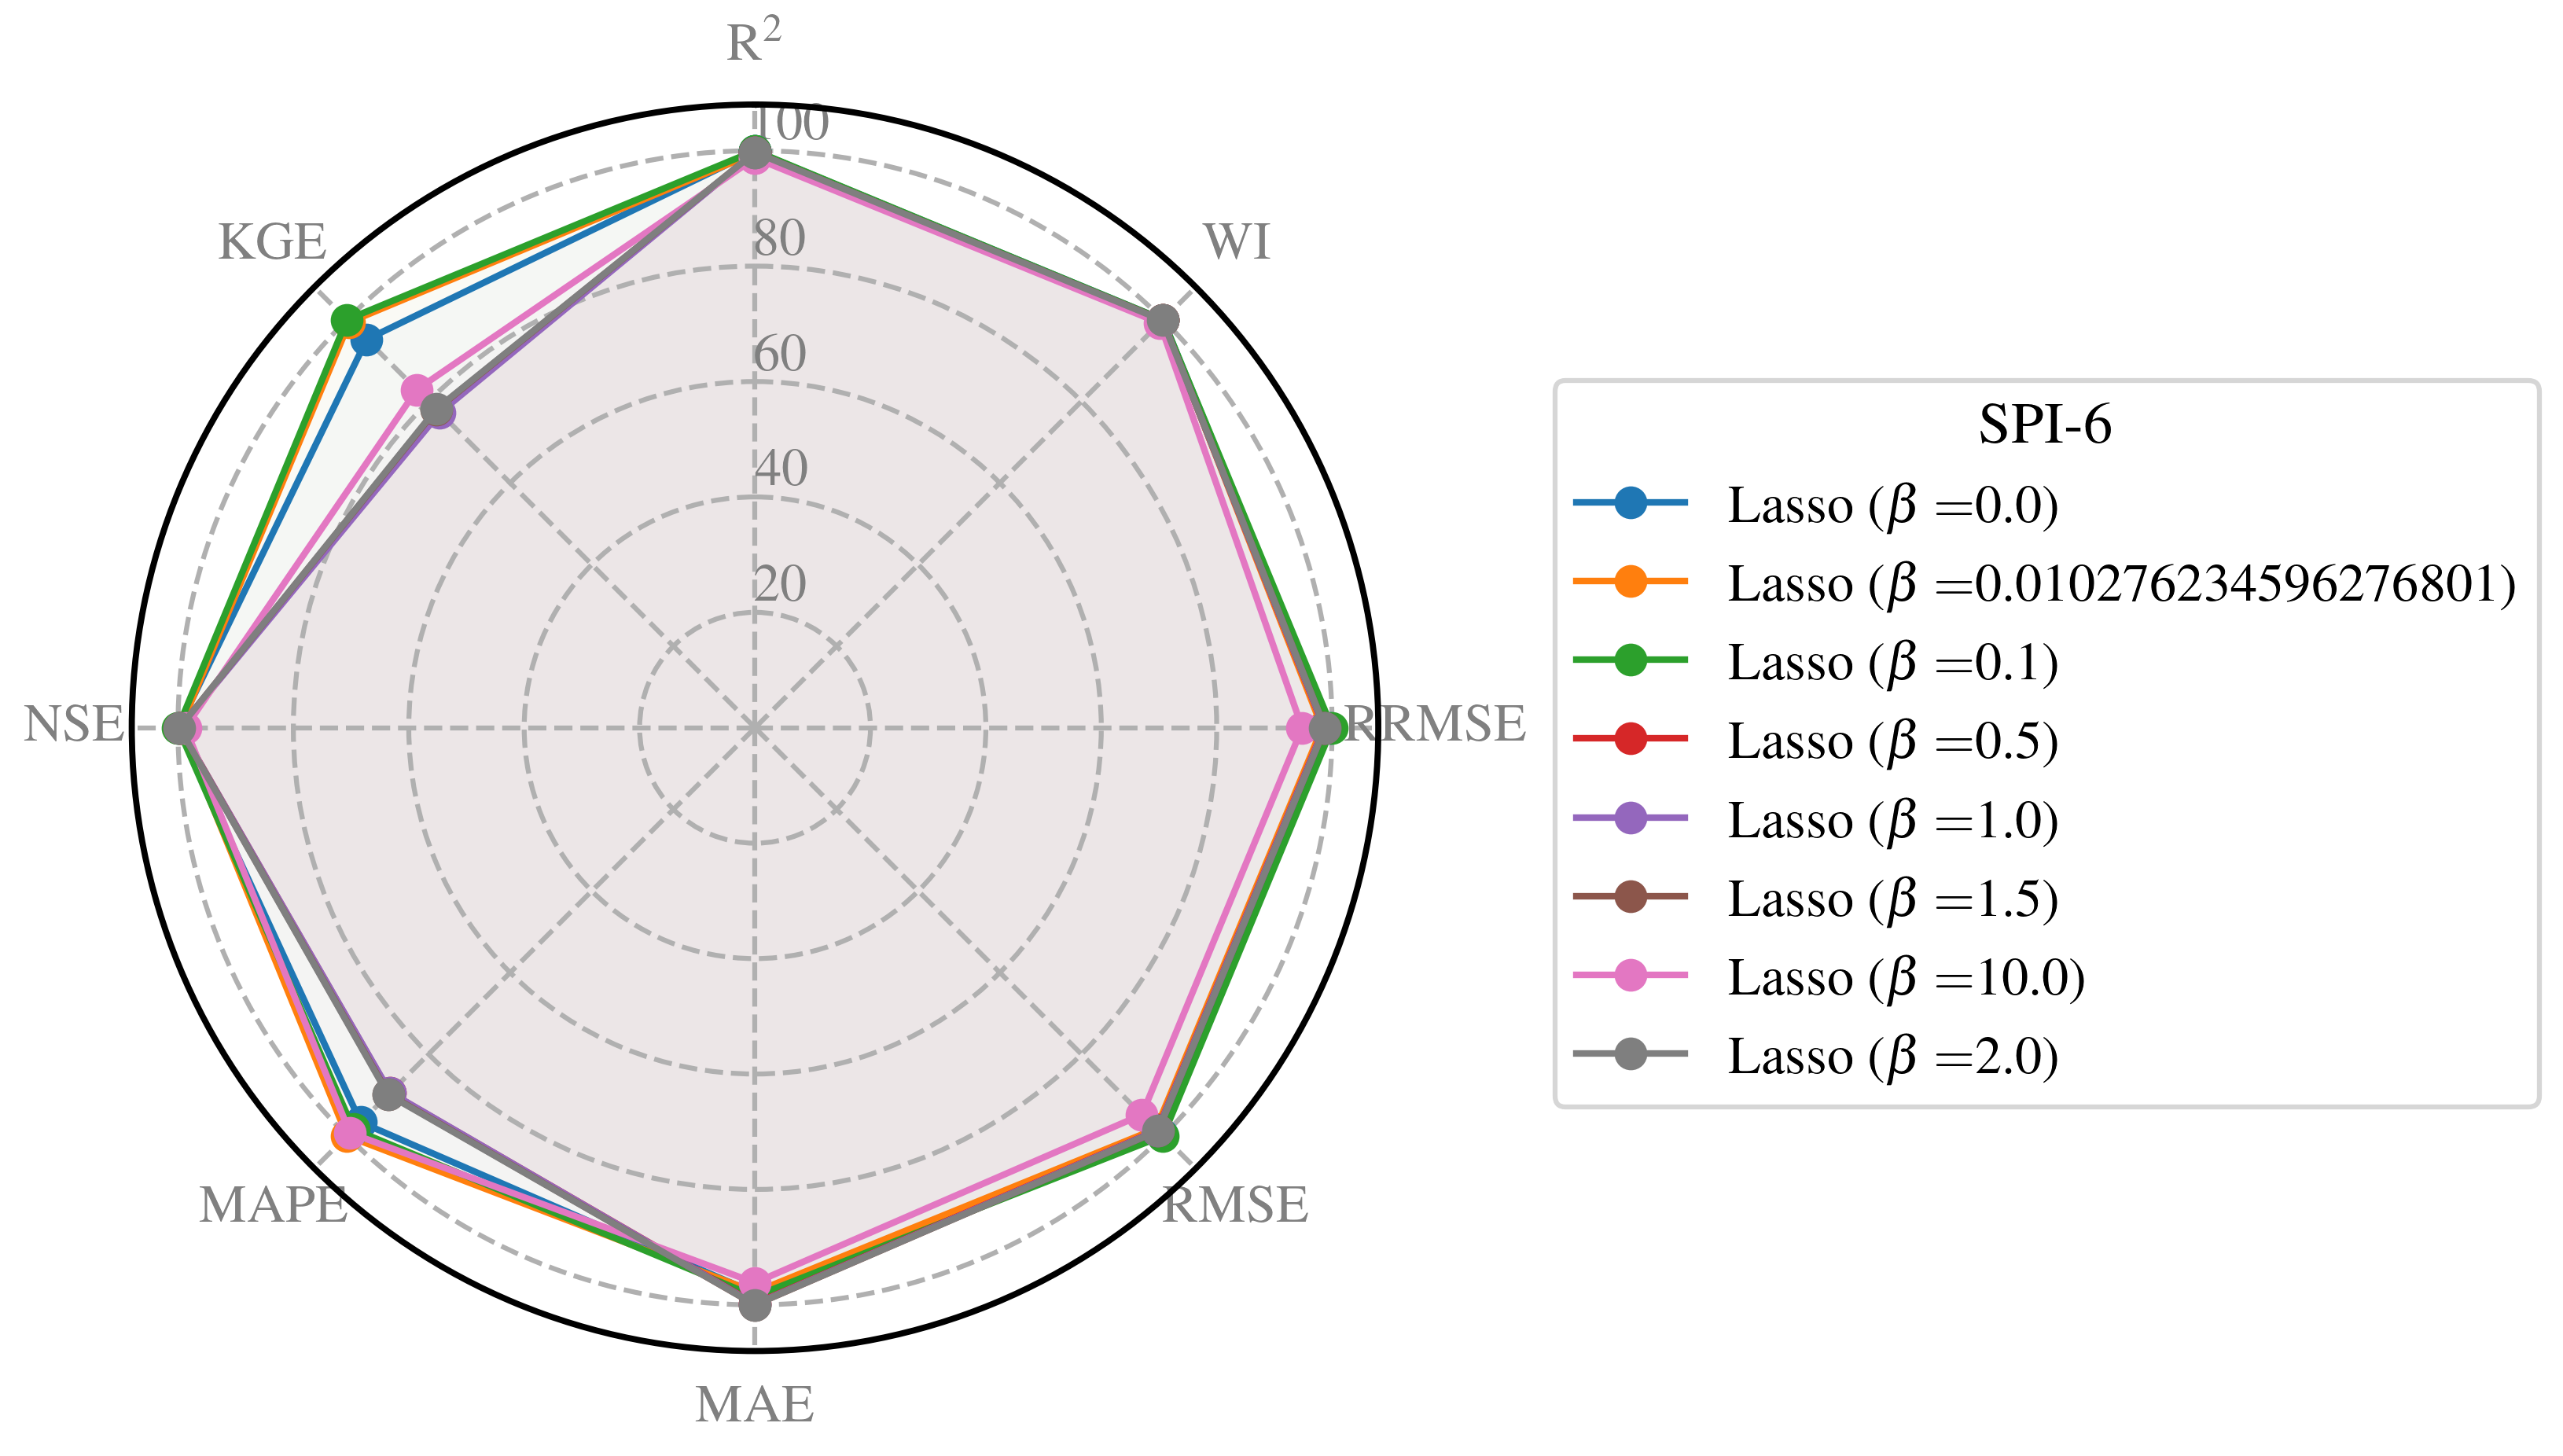 R²
100
KGE
WI
80
60
40
20
NSE
RRMSE
MAPE
RMSE
MAE
SPI-6
Lasso (β =0.0)
Lasso (β =0.010276234596276801)
Lasso (β =0.1)
Lasso (β =0.5)
Lasso (β =1.0)
Lasso (β =1.5)
Lasso (β =10.0)
Lasso (β =2.0)